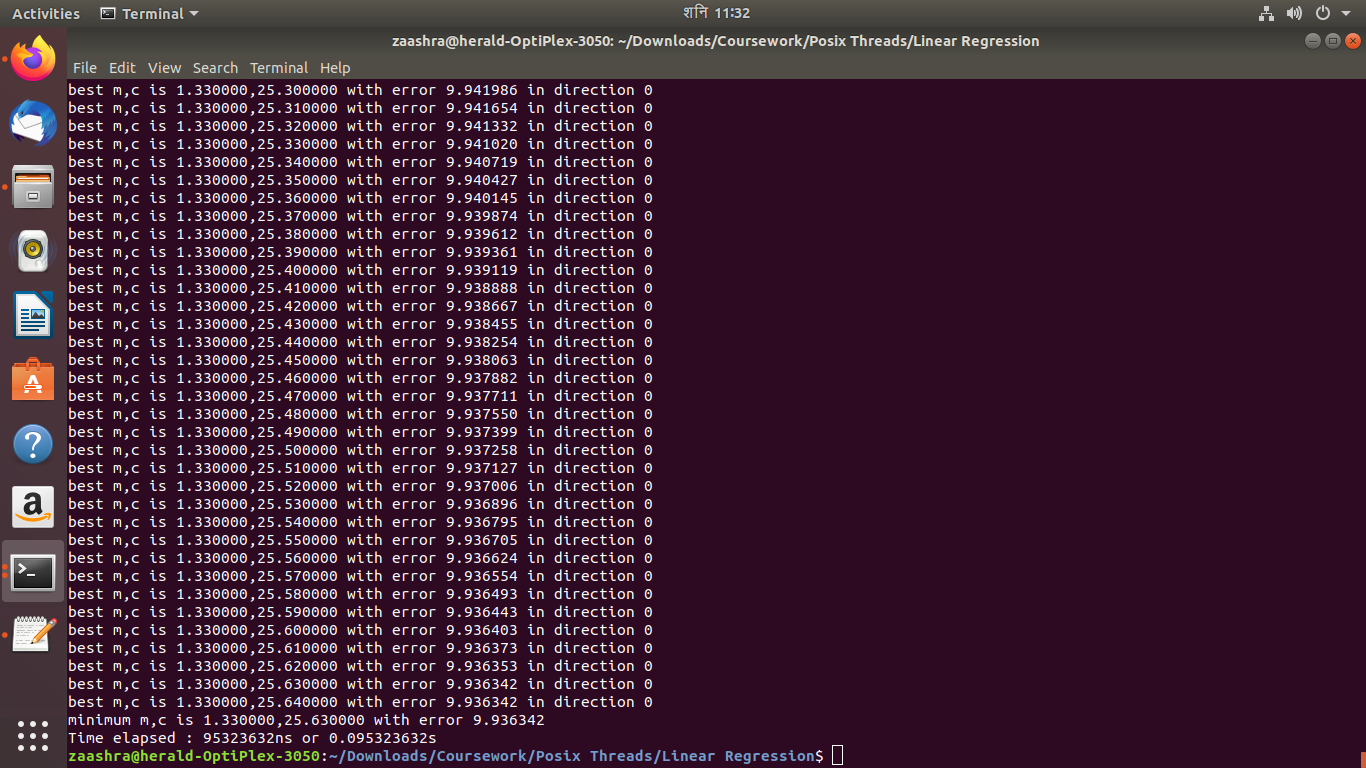 Activities Terminal शनि 11:32
zaashra@herald-OptiPlex-3050: ~/Downloads/Coursework/Posix Threads/Linear Regression
File Edit View Search Terminal Help
best m,c is 1.330000,25.300000 with error 9.941986 in direction 0
best m,c is 1.330000,25.310000 with error 9.941654 in direction 0
best m,c is 1.330000,25.320000 with error 9.941332 in direction 0
best m,c is 1.330000,25.330000 with error 9.941020 in direction 0
best m,c is 1.330000,25.340000 with error 9.940719 in direction 0
best m,c is 1.330000,25.350000 with error 9.940427 in direction 0
best m,c is 1.330000,25.360000 with error 9.940145 in direction 0
best m,c is 1.330000,25.370000 with error 9.939874 in direction 0
best m,c is 1.330000,25.380000 with error 9.939612 in direction 0
best m,c is 1.330000,25.390000 with error 9.939361 in direction 0
best m,c is 1.330000,25.400000 with error 9.939119 in direction 0
best m,c is 1.330000,25.410000 with error 9.938888 in direction 0
best m,c is 1.330000,25.420000 with error 9.938667 in direction 0
best m,c is 1.330000,25.430000 with error 9.938455 in direction 0
best m,c is 1.330000,25.440000 with error 9.938254 in direction 0
best m,c is 1.330000,25.450000 with error 9.938063 in direction 0
best m,c is 1.330000,25.460000 with error 9.937882 in direction 0
best m,c is 1.330000,25.470000 with error 9.937711 in direction 0
best m,c is 1.330000,25.480000 with error 9.937550 in direction 0
best m,c is 1.330000,25.490000 with error 9.937399 in direction 0
best m,c is 1.330000,25.500000 with error 9.937258 in direction 0
best m,c is 1.330000,25.510000 with error 9.937127 in direction 0
best m,c is 1.330000,25.520000 with error 9.937006 in direction 0
best m,c is 1.330000,25.530000 with error 9.936896 in direction 0
best m,c is 1.330000,25.540000 with error 9.936795 in direction 0
best m,c is 1.330000,25.550000 with error 9.936705 in direction 0
best m,c is 1.330000,25.560000 with error 9.936624 in direction 0
best m,c is 1.330000,25.570000 with error 9.936554 in direction 0
best m,c is 1.330000,25.580000 with error 9.936493 in direction 0
best m,c is 1.330000,25.590000 with error 9.936443 in direction 0
best m,c is 1.330000,25.600000 with error 9.936403 in direction 0
best m,c is 1.330000,25.610000 with error 9.936373 in direction 0
best m,c is 1.330000,25.620000 with error 9.936353 in direction 0
best m,c is 1.330000,25.630000 with error 9.936342 in direction 0
best m,c is 1.330000,25.640000 with error 9.936342 in direction 0
minimum m,c is 1.330000,25.630000 with error 9.936342
Time elapsed : 95323632ns or 0.095323632s
zaashra@herald-OptiPlex-3050:~/Downloads/Coursework/Posix Threads/Linear Regression$